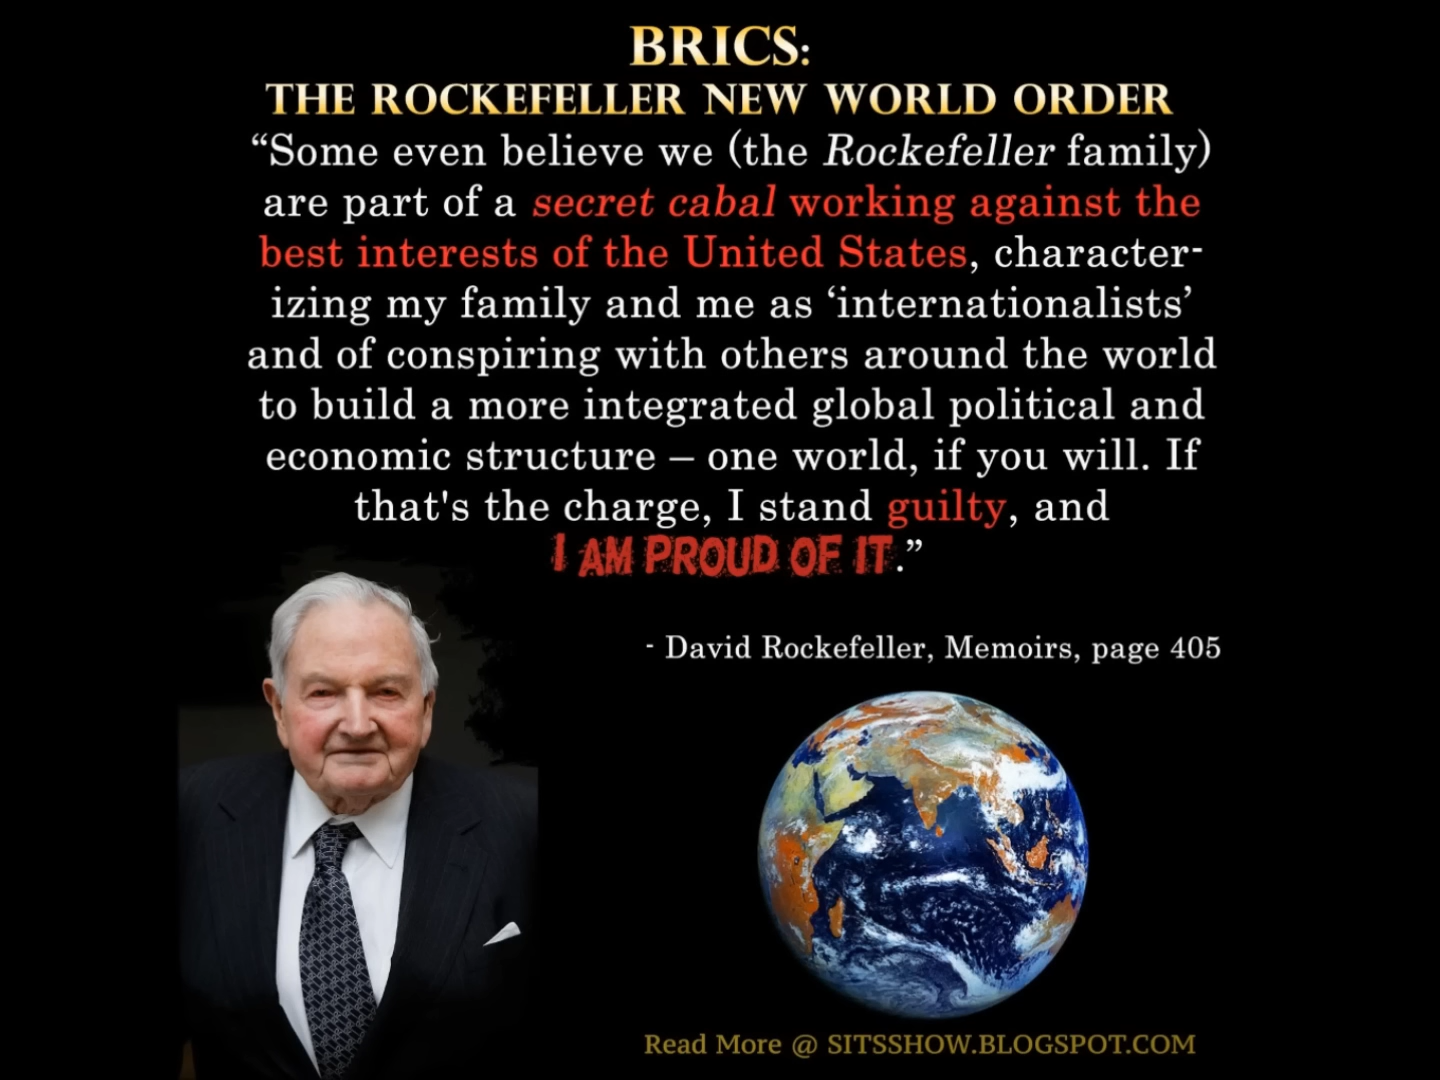 BRICS:
THE ROCKEFELLER NEW WORLD ORDER
“Some even believe we (the Rockefeller family)
are part of a secret cabal working against the
best interests of the United States, character-
izing my family and me as ‘internationalists’
and of conspiring with others around the world
to build a more integrated global political and
economic structure – one world, if you will. If
that's the charge, I stand guilty, and
I AM PROUD OF IT.”
- David Rockefeller, Memoirs, page 405
Read More @ SITSSHOW.BLOGSPOT.COM